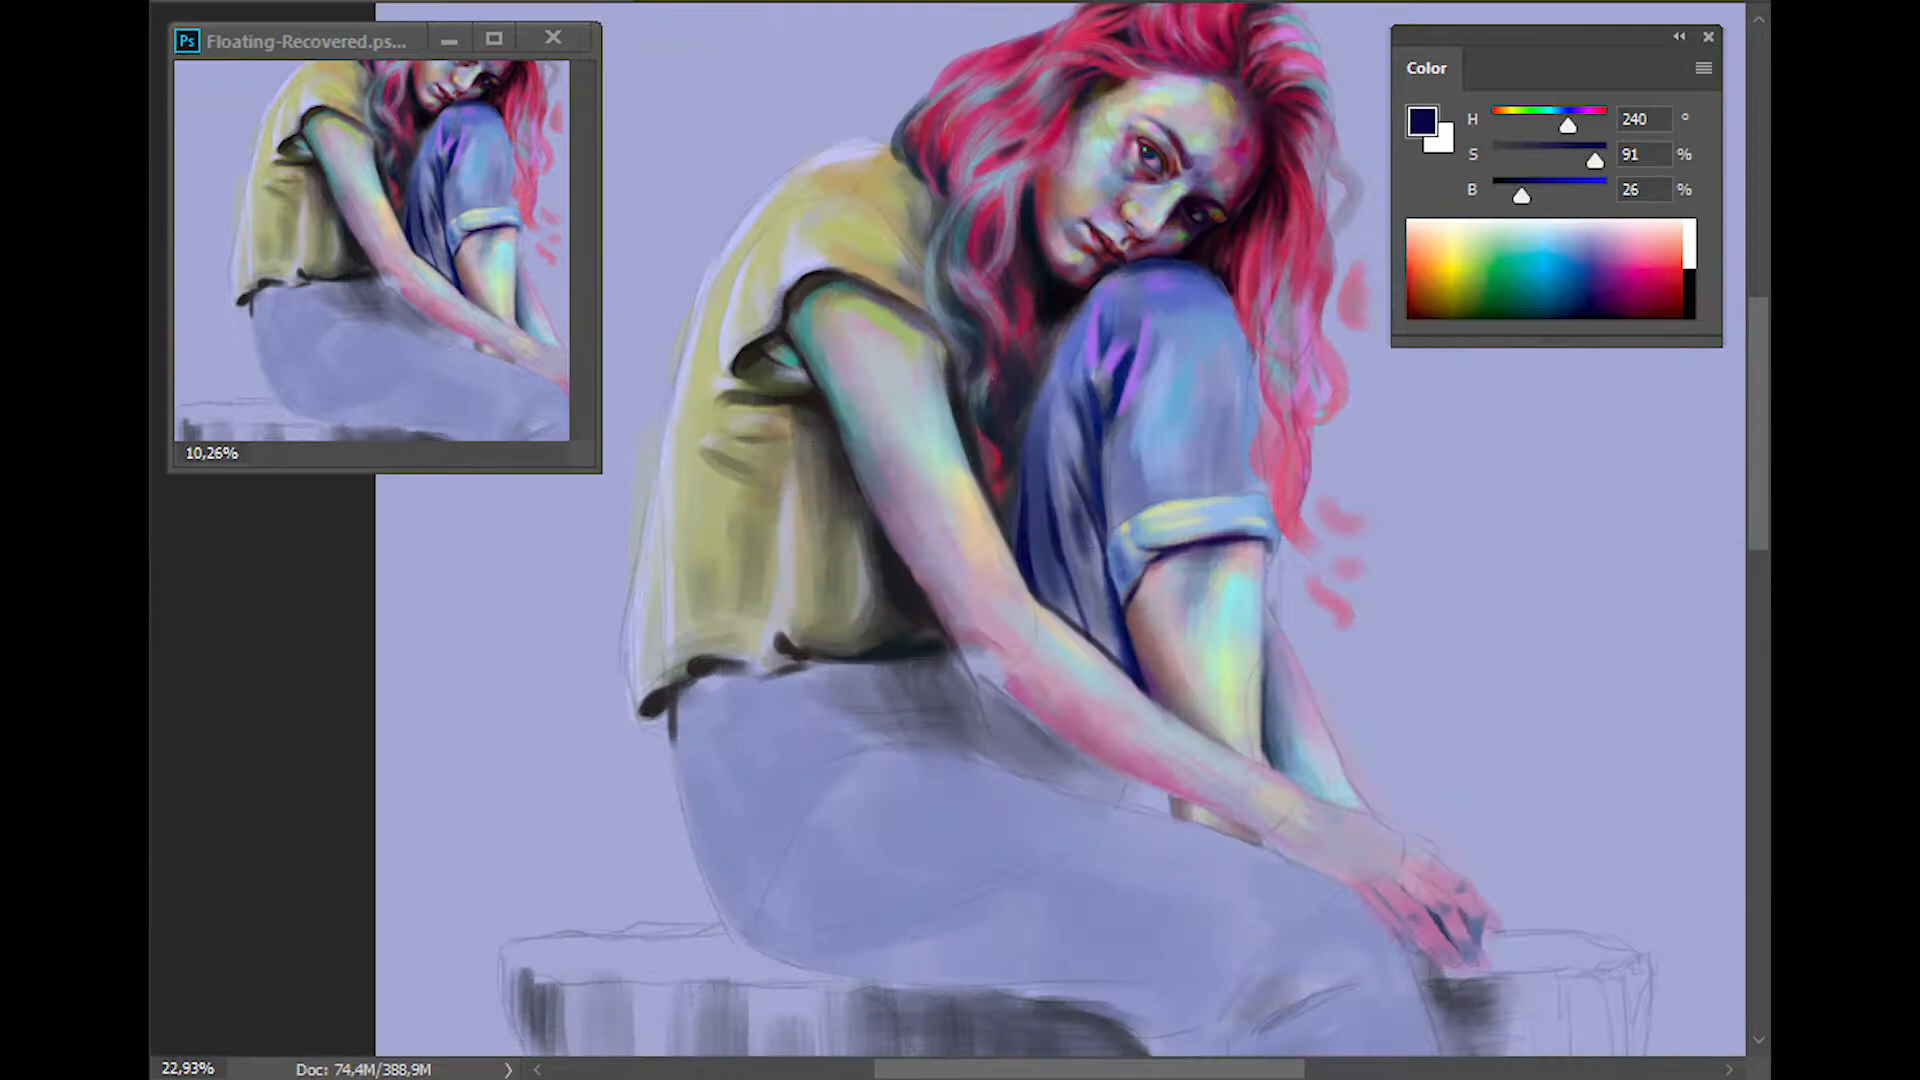 Ps Floating-Recovered.ps...
10,26%
Color
H 240 °
S 91 %
B 26 %
22,93% Doc: 74,4M/388,9M